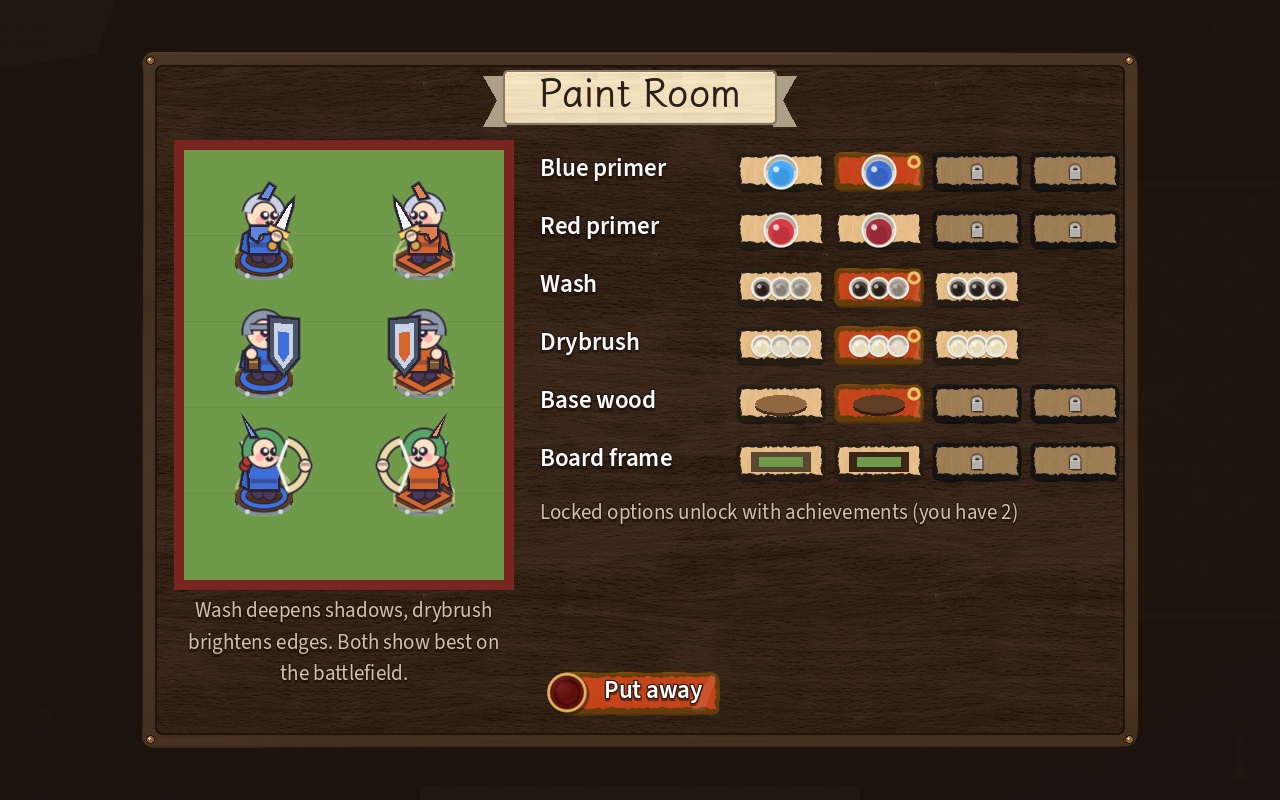 Paint Room
Blue primer
Red primer
Wash
Drybrush
Base wood
Board frame
Locked options unlock with achievements (you have 2)
Wash deepens shadows, drybrush
brightens edges. Both show best on
the battlefield.
Put away